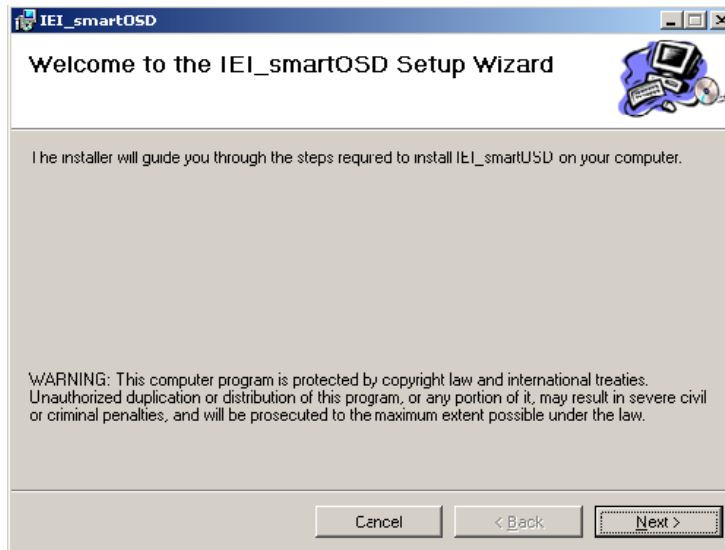 IEI_smartOSD
Welcome to the IEI_smartOSD Setup Wizard
The installer will guide you through the steps required to install IEI_smartOSD on your computer.
WARNING: This computer program is protected by copyright law and international treaties.
Unauthorized duplication or distribution of this program, or any portion of it, may result in severe civil
or criminal penalties, and will be prosecuted to the maximum extent possible under the law.
Cancel
< Back
Next >